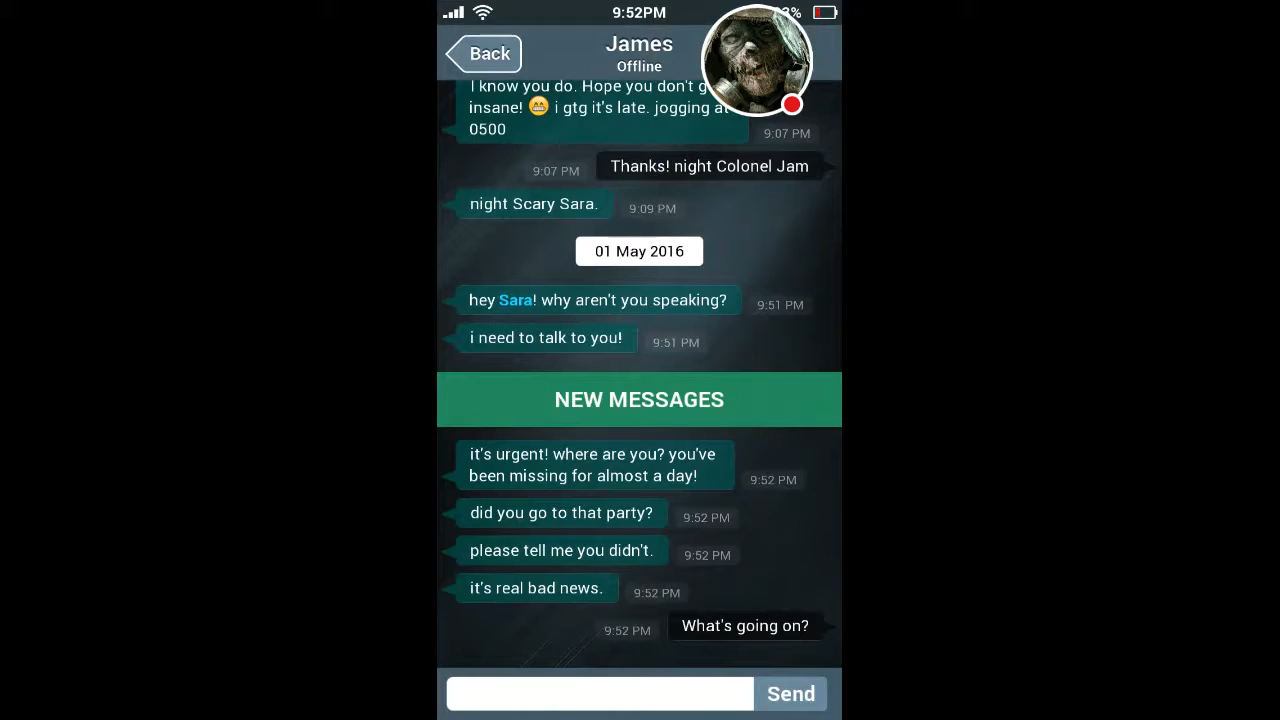 9:52PM
3%
Back
James
Offline
I know you do. Hope you don't g
insane! 😁 i gtg it's late. jogging at
0500
9:07 PM
9:07 PM
Thanks! night Colonel Jam
night Scary Sara.
9:09 PM
01 May 2016
hey Sara! why aren't you speaking?
9:51 PM
i need to talk to you!
9:51 PM
NEW MESSAGES
it's urgent! where are you? you've
been missing for almost a day!
9:52 PM
did you go to that party?
9:52 PM
please tell me you didn't.
9:52 PM
it's real bad news.
9:52 PM
9:52 PM
What's going on?
Send